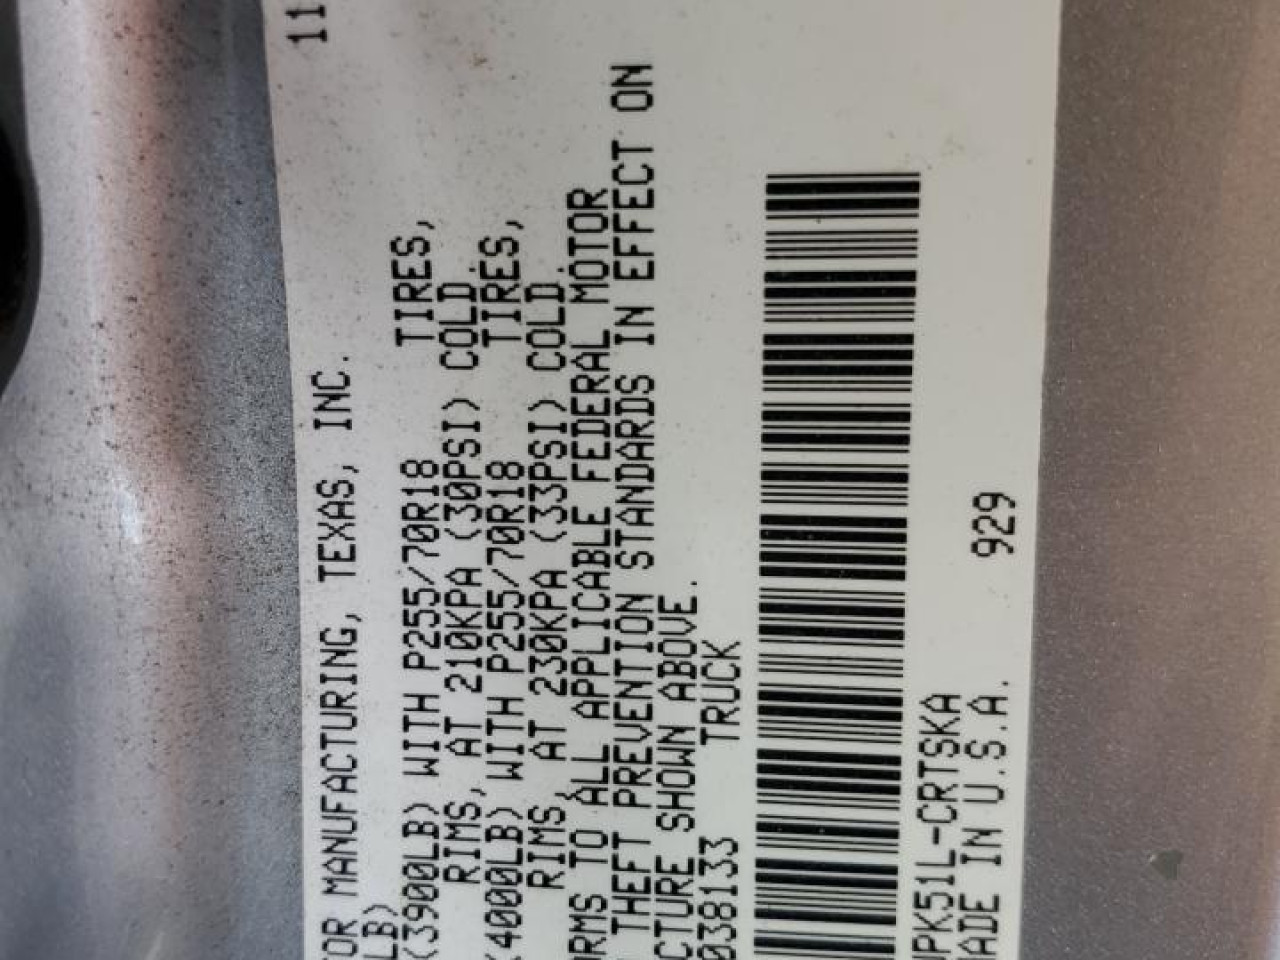 11
TOR MANUFACTURING, TEXAS, INC.
LB)
(3900LB) WITH P255/70R18 TIRES,
RIMS, AT 210KPA (30PSI) COLD.
(4000LB) WITH P255/70R18 TIRES,
RIMS, AT 230KPA (33PSI) COLD.
ORMS TO ALL APPLICABLE FEDERAL MOTOR
THEFT PREVENTION STANDARDS IN EFFECT ON
CTURE SHOWN ABOVE.
038133 TRUCK
PK51L-CRTSKA
ADE IN U.S.A. 929